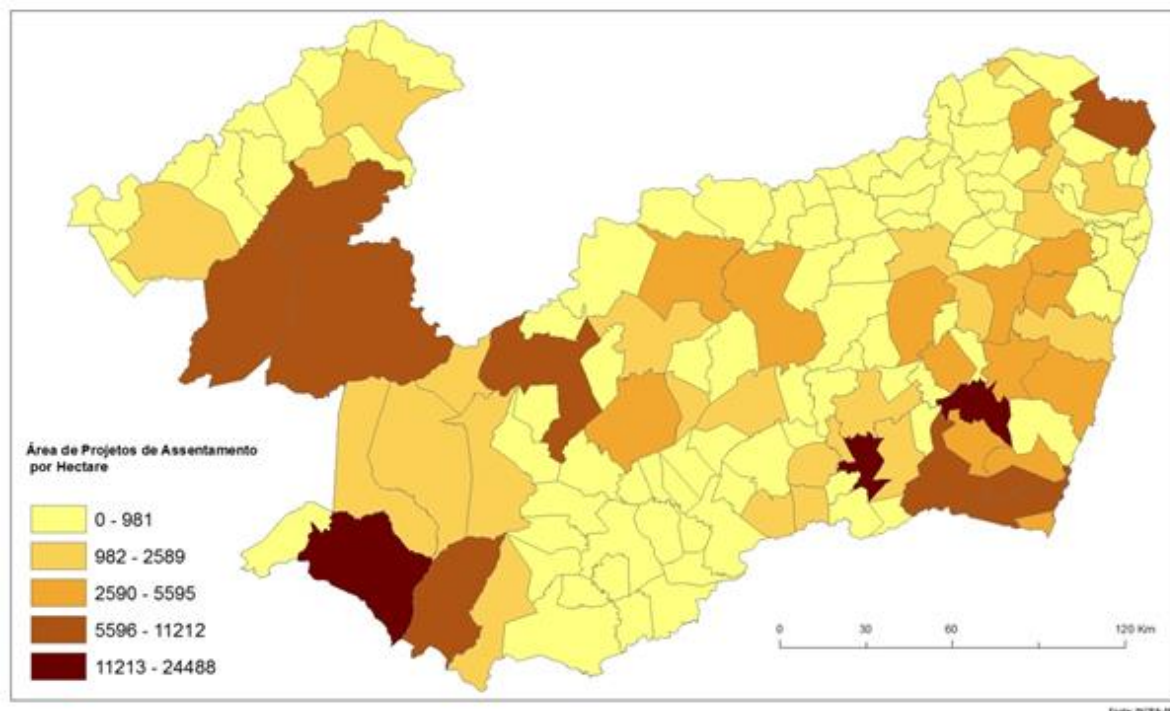 Área de Projetos de Assentamento
por Hectare
0 - 981
982 - 2589
2590 - 5595
5596 - 11212
11213 - 24488
0 30 60 120 Km